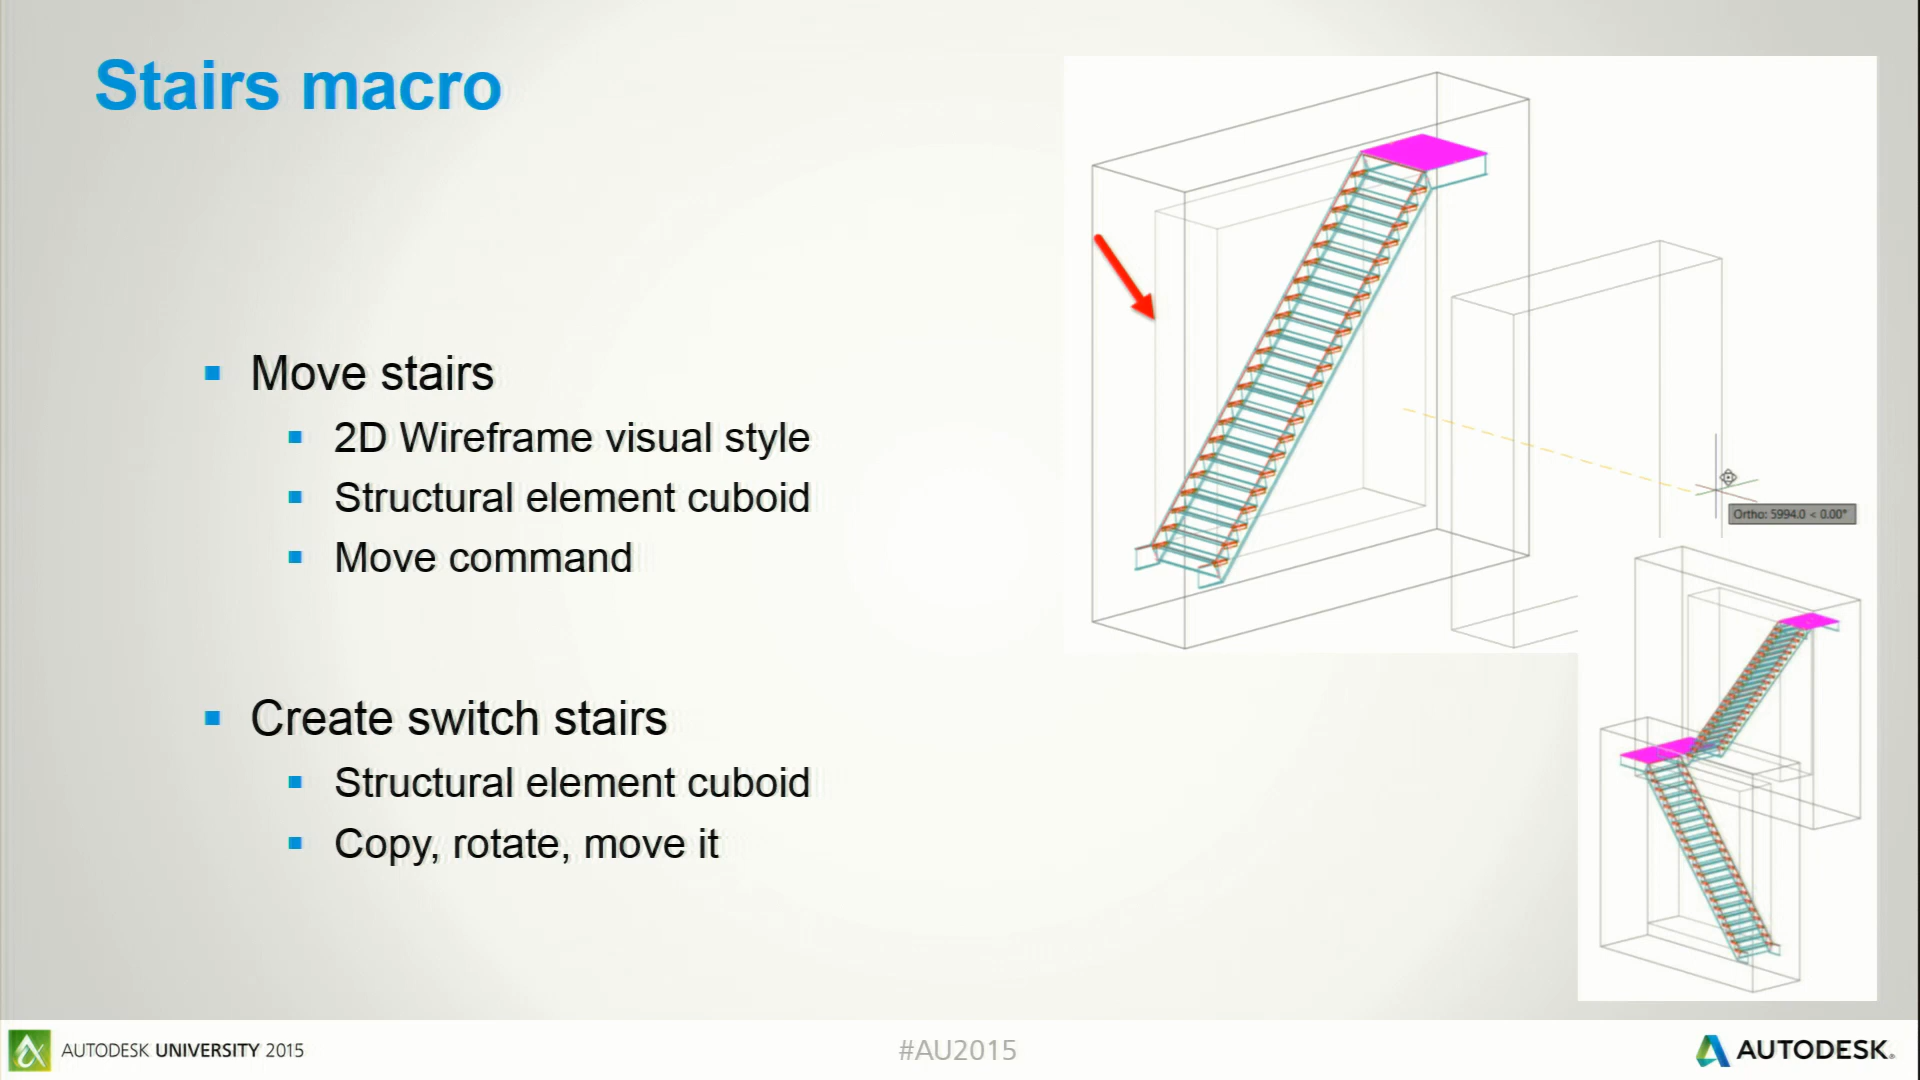 Stairs macro
Move stairs
2D Wireframe visual style
Structural element cuboid
Move command
Create switch stairs
Structural element cuboid
Copy, rotate, move it
Ortho: 5994.0 < 0.00°
AUTODESK UNIVERSITY 2015
#AU2015
AUTODESK.